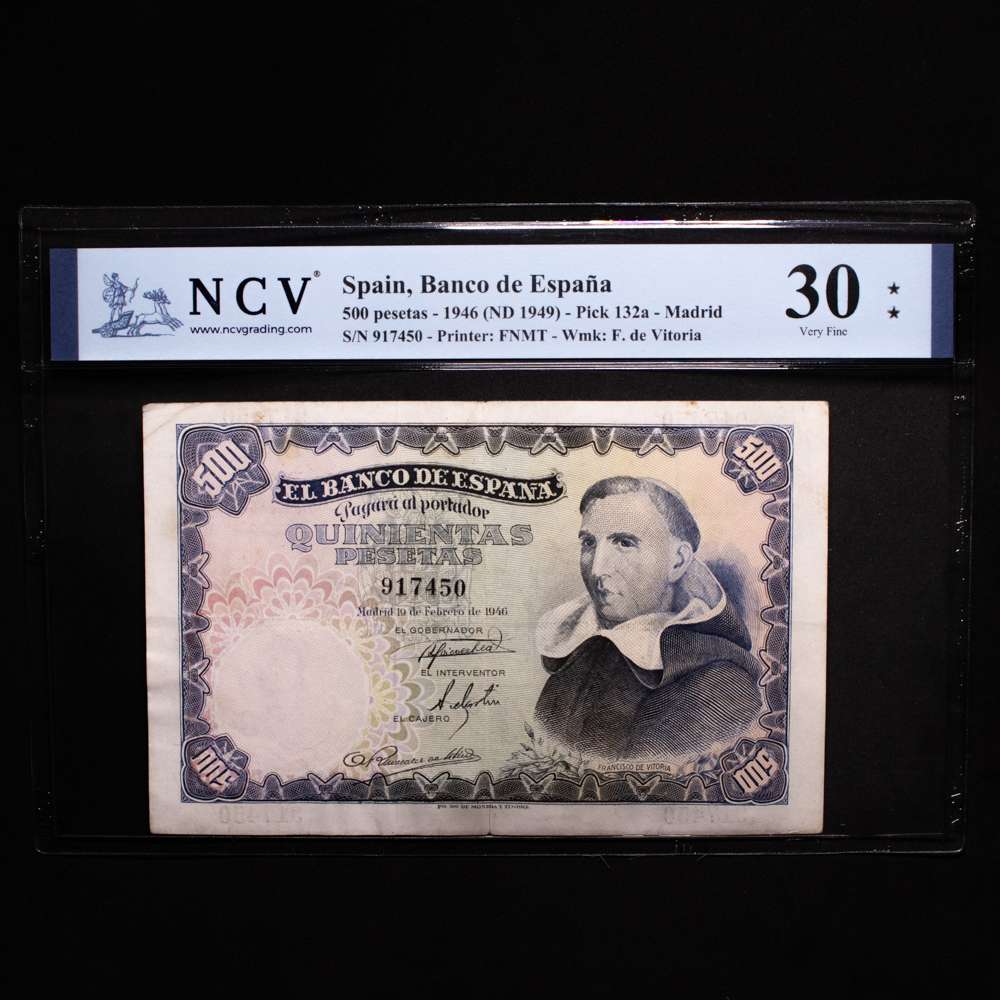 NCV®
www.ncvgrading.com
Spain, Banco de España
500 pesetas - 1946 (ND 1949) - Pick 132a - Madrid
S/N 917450 - Printer: FNMT - Wmk: F. de Vitoria
30
Very Fine
500
500
EL BANCO DE ESPAÑA
Pagará al portador
QUINIENTAS
PESETAS
917450
Madrid 19 de Febrero de 1946
EL GOBERNADOR
EL INTERVENTOR
EL CAJERO
FRANCISCO DE VITORIA
500
500